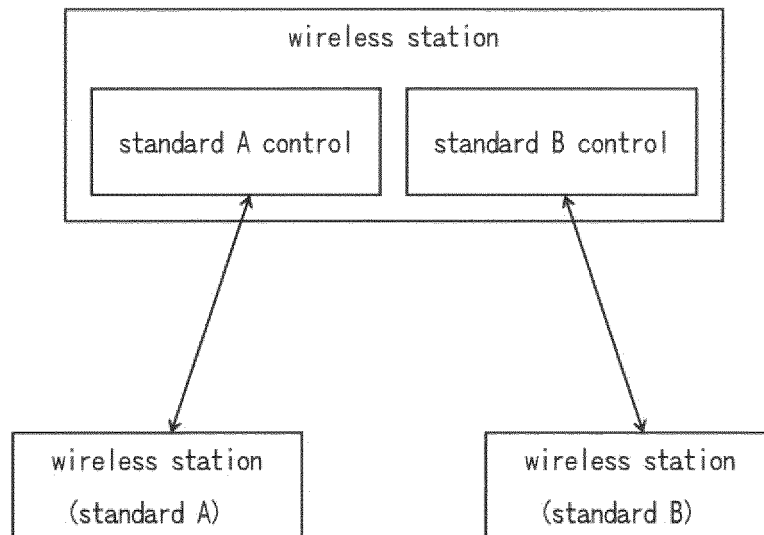 wireless station
standard A control
standard B control
wireless station
(standard A)
wireless station
(standard B)